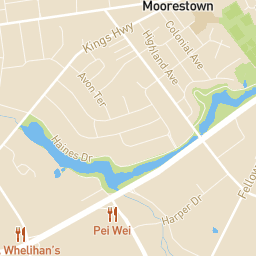 Moorestown
Kings Hwy
Highland Ave
Colonial Ave
Avon Ter
Haines Dr
Pei Wei
Harper Dr
Whelihan's